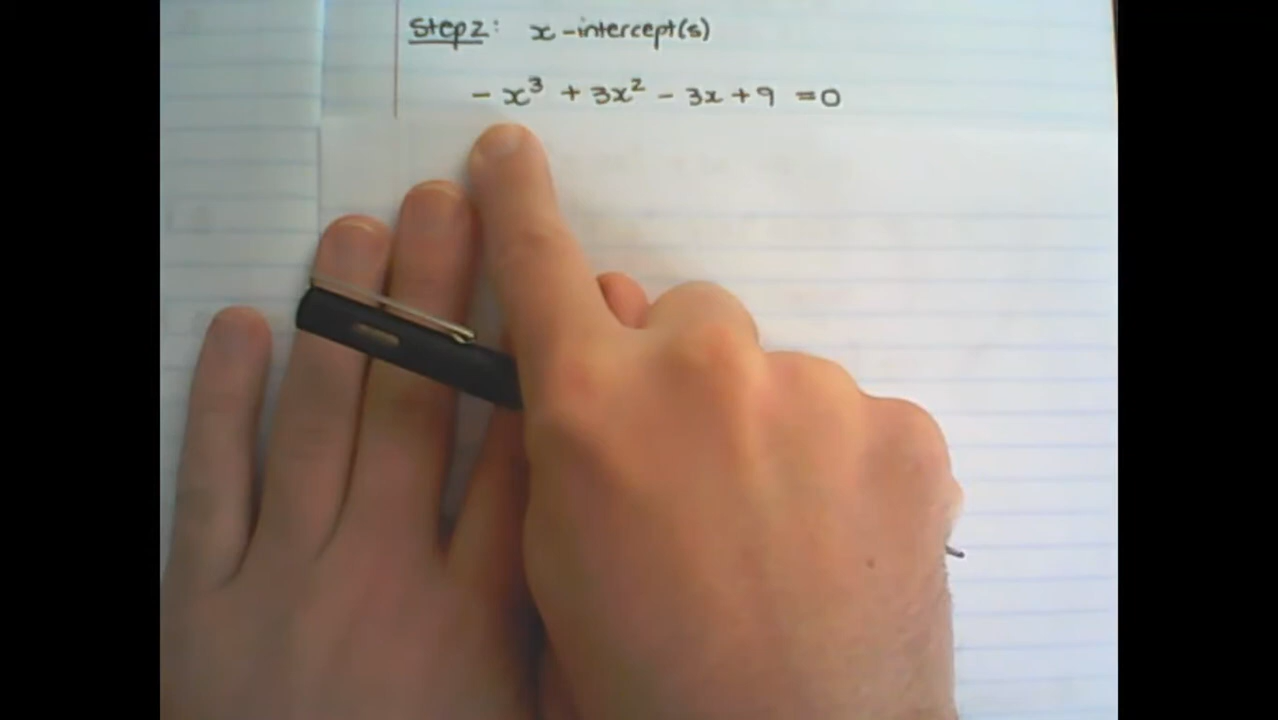 Step 2: x-intercept(s)
- x³ + 3x² - 3x + 9 = 0